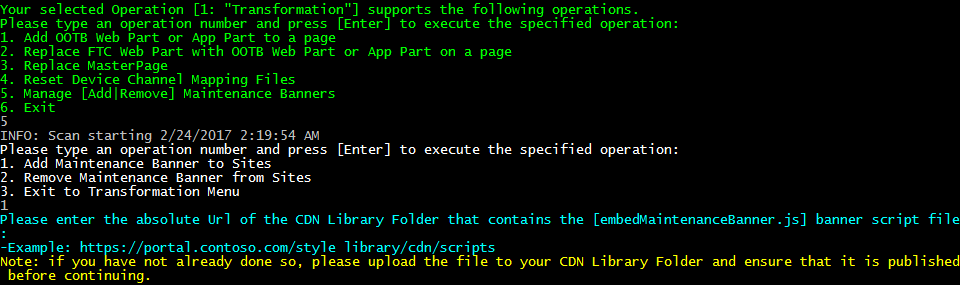 Your selected Operation [1: "Transformation"] supports the following operations.
Please type an operation number and press [Enter] to execute the specified operation:
1. Add OOTB Web Part or App Part to a page
2. Replace FTC Web Part with OOTB Web Part or App Part on a page
3. Replace MasterPage
4. Reset Device Channel Mapping Files
5. Manage [Add|Remove] Maintenance Banners
6. Exit
5
INFO: Scan starting 2/24/2017 2:19:54 AM
Please type an operation number and press [Enter] to execute the specified operation:
1. Add Maintenance Banner to Sites
2. Remove Maintenance Banner from Sites
3. Exit to Transformation Menu
1
Please enter the absolute Url of the CDN Library Folder that contains the [embedMaintenanceBanner.js] banner script file
:
-Example: https://portal.contoso.com/style library/cdn/scripts
Note: if you have not already done so, please upload the file to your CDN Library Folder and ensure that it is published
 before continuing.